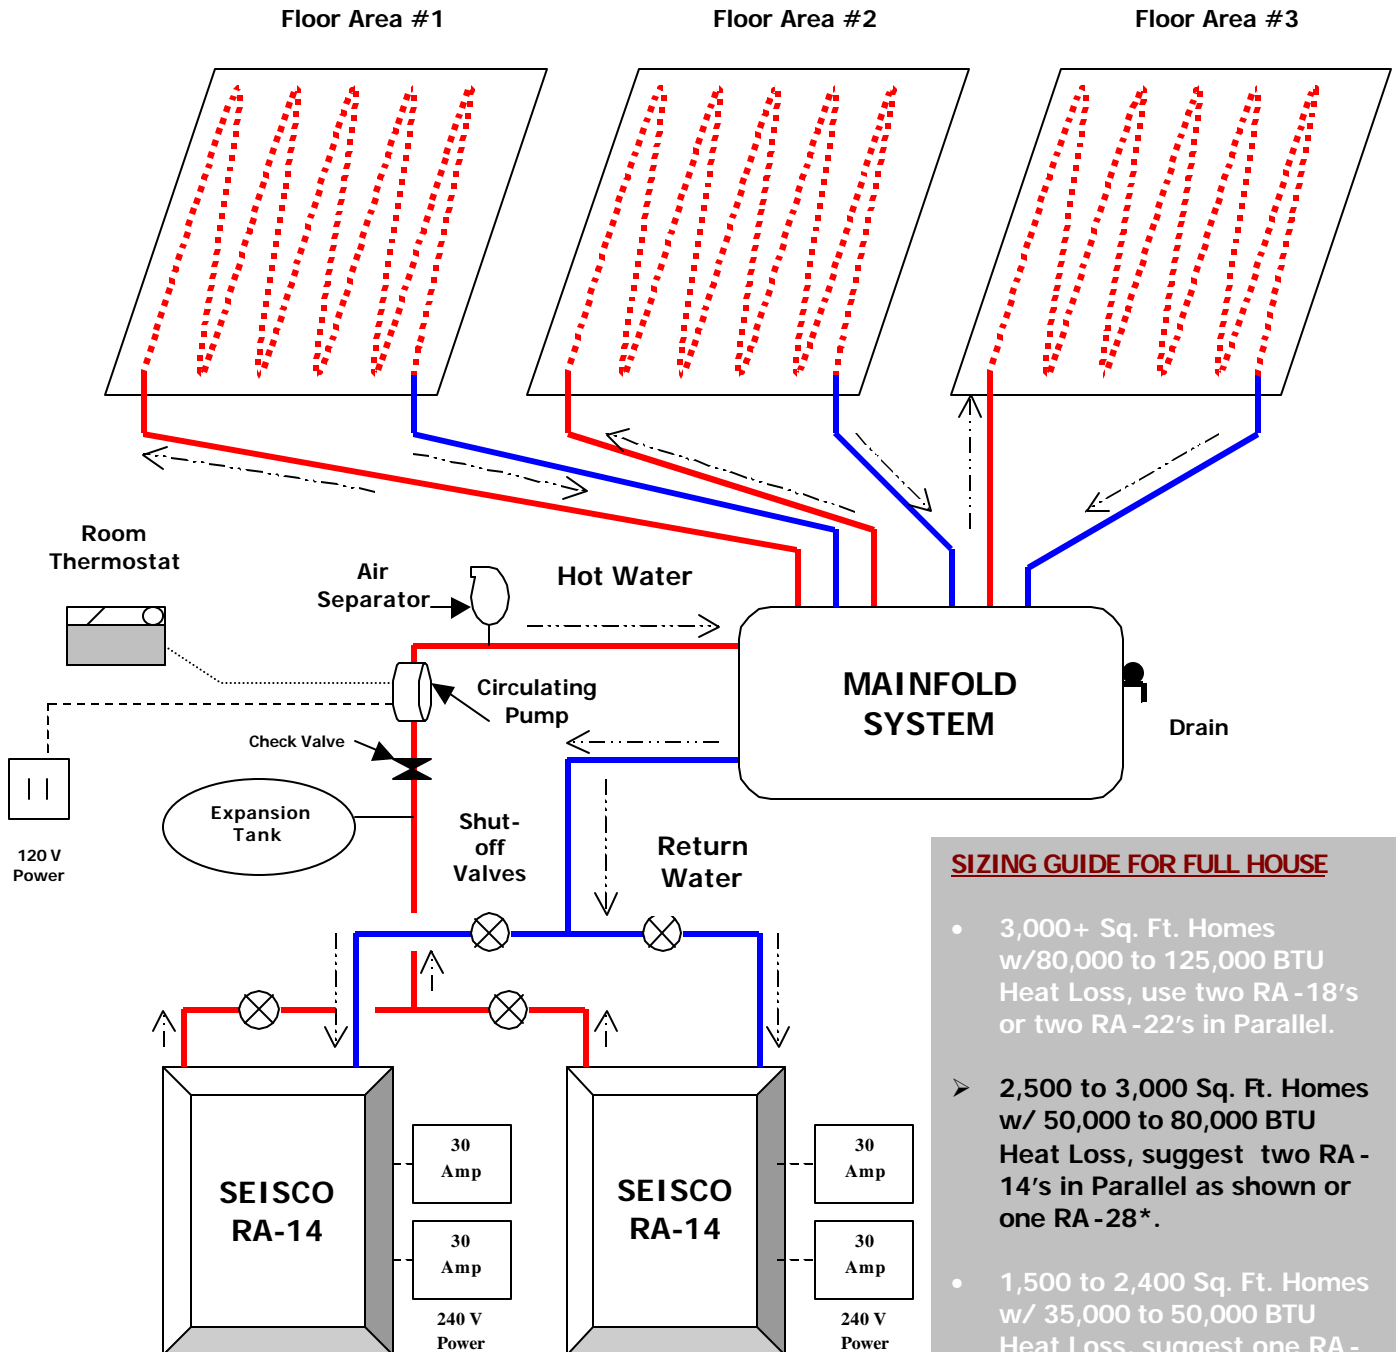 Floor Area #1
Floor Area #2
Floor Area #3
Room
Thermostat
Air
Separator
Hot Water
Circulating
Pump
MAINFOLD
SYSTEM
Drain
Check Valve
Expansion
Tank
120 V
Power
Shut-
off
Valves
Return
Water
SIZING GUIDE FOR FULL HOUSE
• 3,000+ Sq. Ft. Homes
w/80,000 to 125,000 BTU
Heat Loss, use two RA-18's
or two RA-22's in Parallel.
➢ 2,500 to 3,000 Sq. Ft. Homes
w/ 50,000 to 80,000 BTU
Heat Loss, suggest two RA-
14's in Parallel as shown or
one RA-28*.
• 1,500 to 2,400 Sq. Ft. Homes
w/ 35,000 to 50,000 BTU
Heat Loss, suggest one RA-
SEISCO
RA-14
30
Amp
30
Amp
240 V
Power
SEISCO
RA-14
30
Amp
30
Amp
240 V
Power